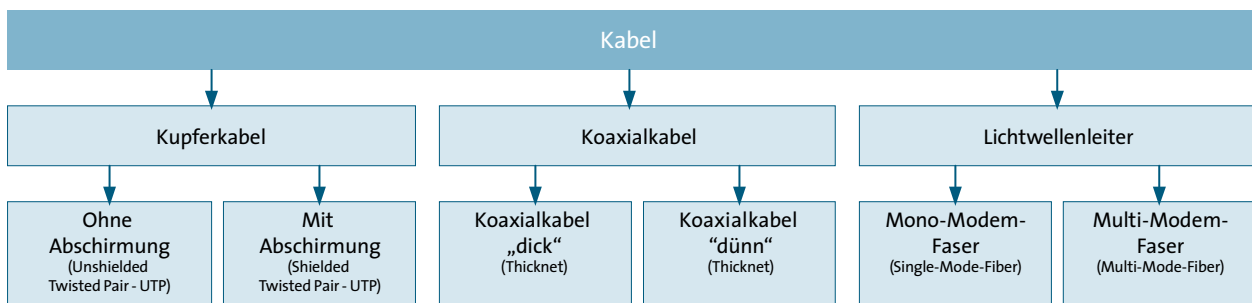 Kabel
Kupferkabel
Koaxialkabel
Lichtwellenleiter
Ohne
Abschirmung
(Unshielded
Twisted Pair - UTP)
Mit
Abschirmung
(Shielded
Twisted Pair - UTP)
Koaxialkabel
„dick“
(Thicknet)
Koaxialkabel
“dünn“
(Thicknet)
Mono-Modem-
Faser
(Single-Mode-Fiber)
Multi-Modem-
Faser
(Multi-Mode-Fiber)